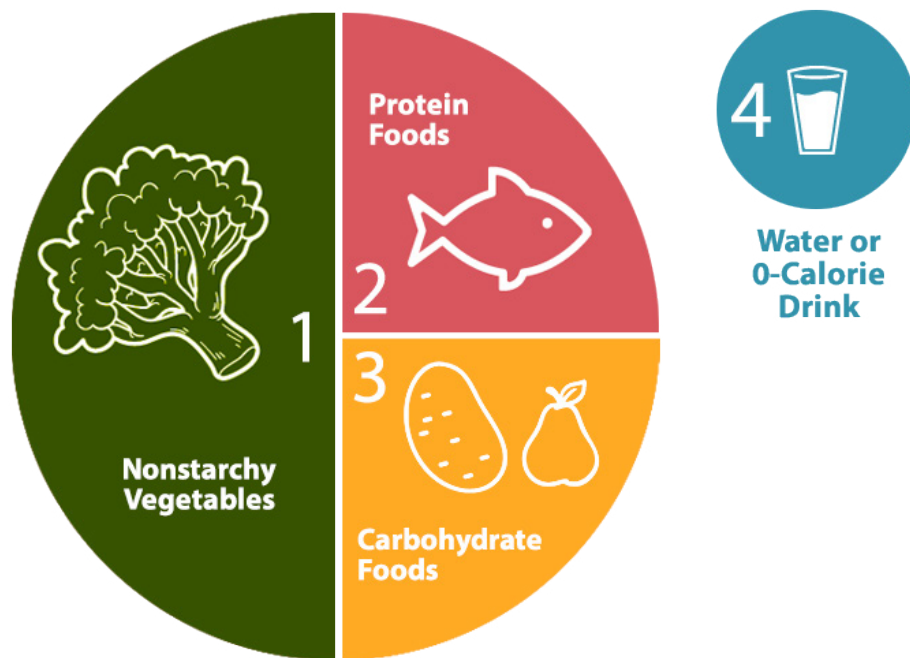 1
Nonstarchy
Vegetables
Protein
Foods
2
3
Carbohydrate
Foods
4
Water or
0-Calorie
Drink